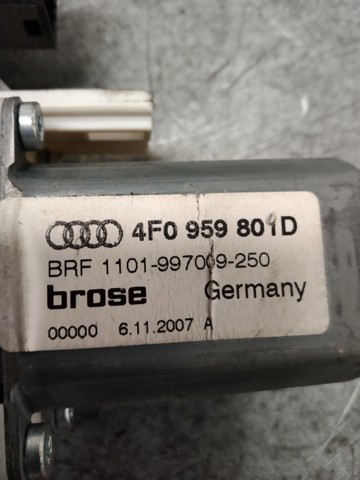 4F0 959 801D
BRF 1101-997009-250
brose Germany
00000 6.11.2007 A